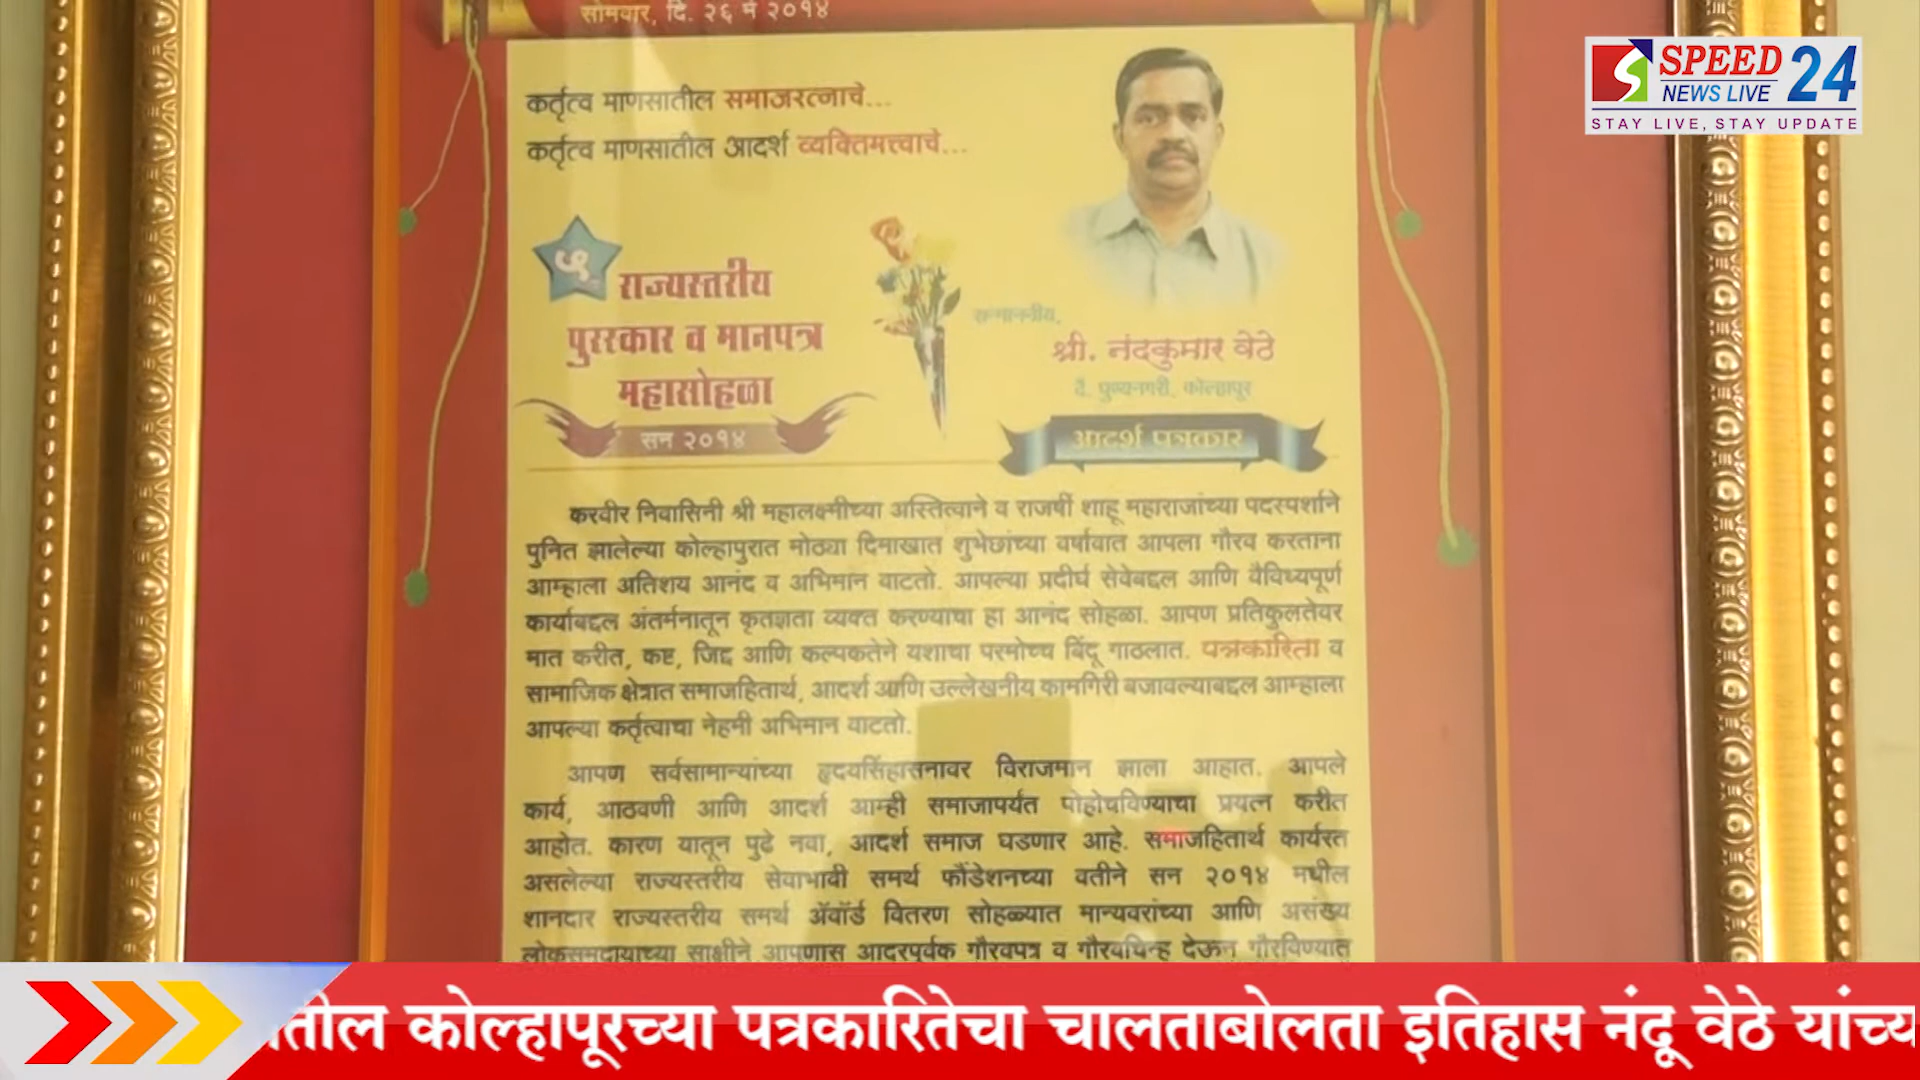 सोमवार, दि. २६ मे २०१४
SPEED 24
NEWS LIVE
STAY LIVE, STAY UPDATE
कर्तृत्व माणसातील समाजरत्नाचे...
कर्तृत्व माणसातील आदर्श व्यक्तिमत्त्वाचे...
राज्यस्तरीय
पुरस्कार व मानपत्र
महासोहळा
सन २०१४
सन्माननीय,
श्री. नंदकुमार वेठे
दै. पुण्यनगरी, कोल्हापूर
आदर्श पत्रकार
करवीर निवासिनी श्री महालक्ष्मीच्या अस्तित्वाने व राजर्षी शाहू महाराजांच्या पदस्पर्शाने
पुनित झालेल्या कोल्हापुरात मोठ्या दिमाखात शुभेछांच्या वर्षावात आपला गौरव करताना
आम्हाला अतिशय आनंद व अभिमान वाटतो. आपल्या प्रदीर्घ सेवेबद्दल आणि वैविध्यपूर्ण
कार्याबद्दल अंतर्मनातून कृतज्ञता व्यक्त करण्याचा हा आनंद सोहळा. आपण प्रतिकुलतेवर
मात करीत, कष्ट, जिद्द आणि कल्पकतेने यशाचा परमोच्च बिंदू गाठलात. पत्रकारिता व
सामाजिक क्षेत्रात समाजहितार्थ, आदर्श आणि उल्लेखनीय कामगिरी बजावल्याबद्दल आम्हाला
आपल्या कर्तृत्वाचा नेहमी अभिमान वाटतो.
आपण सर्वसामान्यांच्या हृदयसिंहासनावर विराजमान झाला आहात. आपले
कार्य, आठवणी आणि आदर्श आम्ही समाजापर्यंत पोहोचविण्याचा प्रयत्न करीत
आहोत. कारण यातून पुढे नवा, आदर्श समाज घडणार आहे. समाजहितार्थ कार्यरत
असलेल्या राज्यस्तरीय सेवाभावी समर्थ फौंडेशनच्या वतीने सन २०१४ मधील
शानदार राज्यस्तरीय समर्थ ॲवॉर्ड वितरण सोहळ्यात मान्यवरांच्या आणि असंख्य
लोकसमुदायाच्या साक्षीने आपणास आदरपूर्वक गौरवपत्र व गौरवचिन्ह देऊन गौरविण्यात
तील कोल्हापूरच्या पत्रकारितेचा चालताबोलता इतिहास नंदू वेठे यांच्य